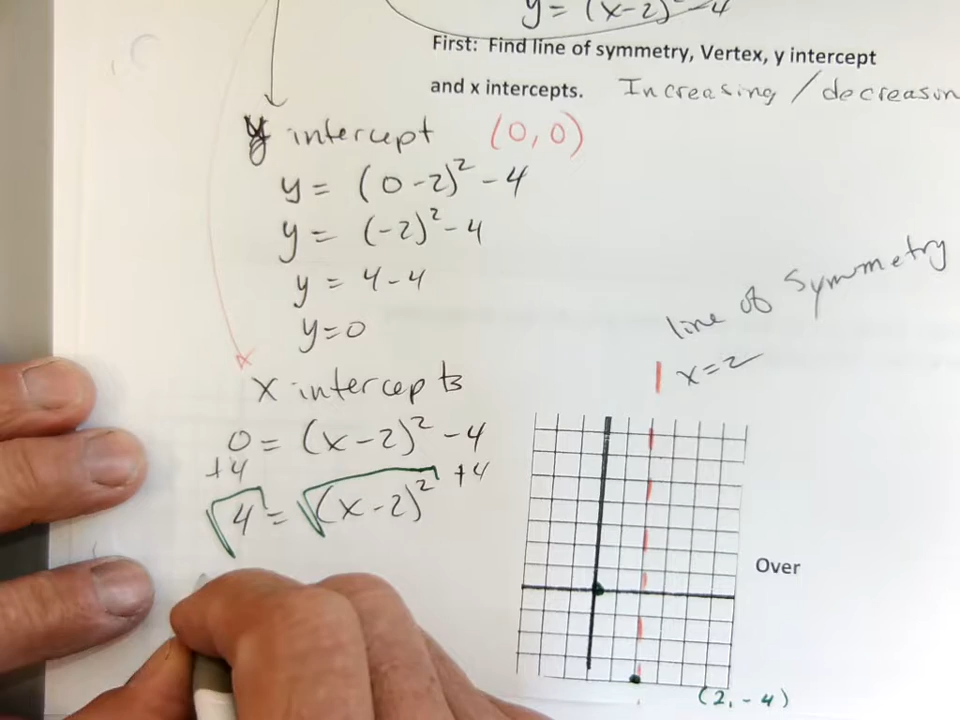 y = (x-2)² - 4
First: Find line of symmetry, Vertex, y intercept
and x intercepts. Increasing / decreasin
y intercept (0,0)
y = (0-2)² - 4
y = (-2)² - 4
y = 4 - 4
y = 0
line of symmetry
x = 2
x intercepts
0 = (x-2)² - 4
+4 +4
√4 = √(x-2)²
Over
(2, -4)